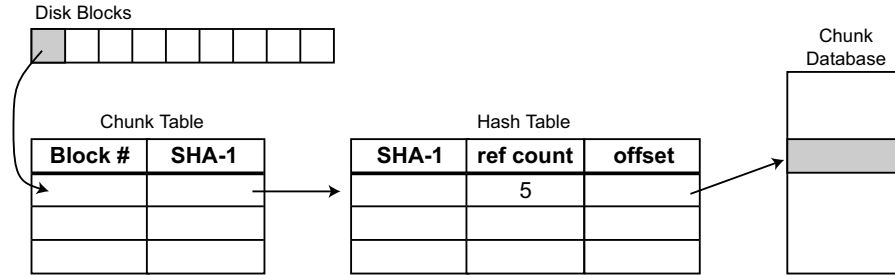 Disk Blocks
Chunk
Database
Chunk Table
Hash Table
Block # SHA-1
SHA-1 ref count offset
5